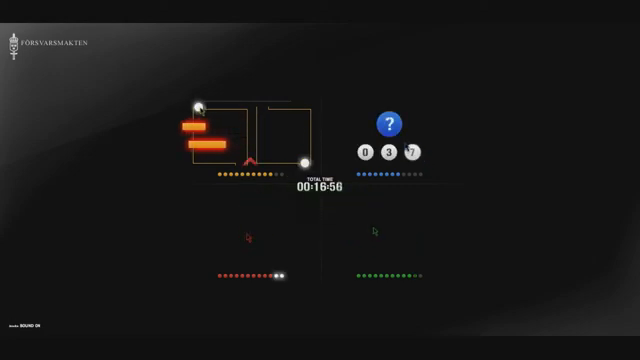 FÖRSVARSMAKTEN
?
0 3 7
TOTAL TIME
00:16:56
SOUND ON